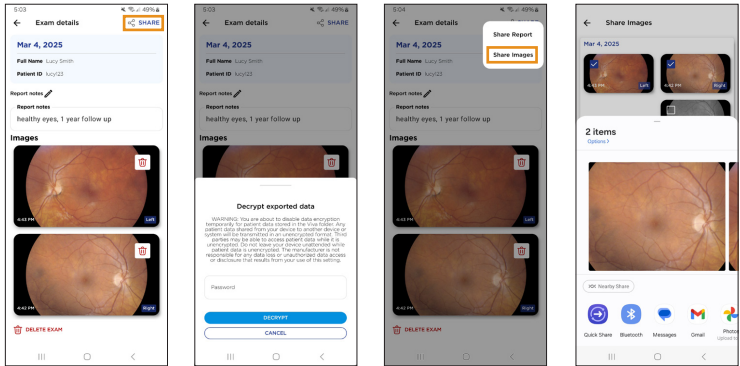 5:03
49%
Exam details
SHARE
Mar 4, 2025
Full Name Lucy Smith
Patient ID lucy123
Report notes
Report notes
healthy eyes, 1 year follow up
Images
4:43 PM
Left
4:42 PM
Right
DELETE EXAM
5:03
49%
Exam details
SHARE
Mar 4, 2025
Full Name Lucy Smith
Patient ID lucy123
Report notes
Report notes
healthy eyes, 1 year follow up
Images
Decrypt exported data
WARNING: You are about to disable data encryption
temporarily for patient data stored in the Viva folder. Any
patient data shared from your device to another device or
system will be transmitted in an unencrypted format. Third
parties may be able to access patient data while it is
unencrypted. Do not leave your device unattended while
patient data is unencrypted. The manufacturer is not
responsible for any data loss or unauthorized data access
or disclosure that results from your use of this setting.
Password
DECRYPT
CANCEL
5:04
49%
Exam details
Share Report
Share Images
Mar 4, 2025
Full Name Lucy Smith
Patient ID lucy123
Report notes
Report notes
healthy eyes, 1 year follow up
Images
4:43 PM
Left
4:42 PM
Right
DELETE EXAM
Share Images
Mar 4, 2025
4:43 PM
Left
4:42 PM
Right
2 items
Options >
Nearby Share
Quick Share
Bluetooth
Messages
Gmail
Photos
Upload to